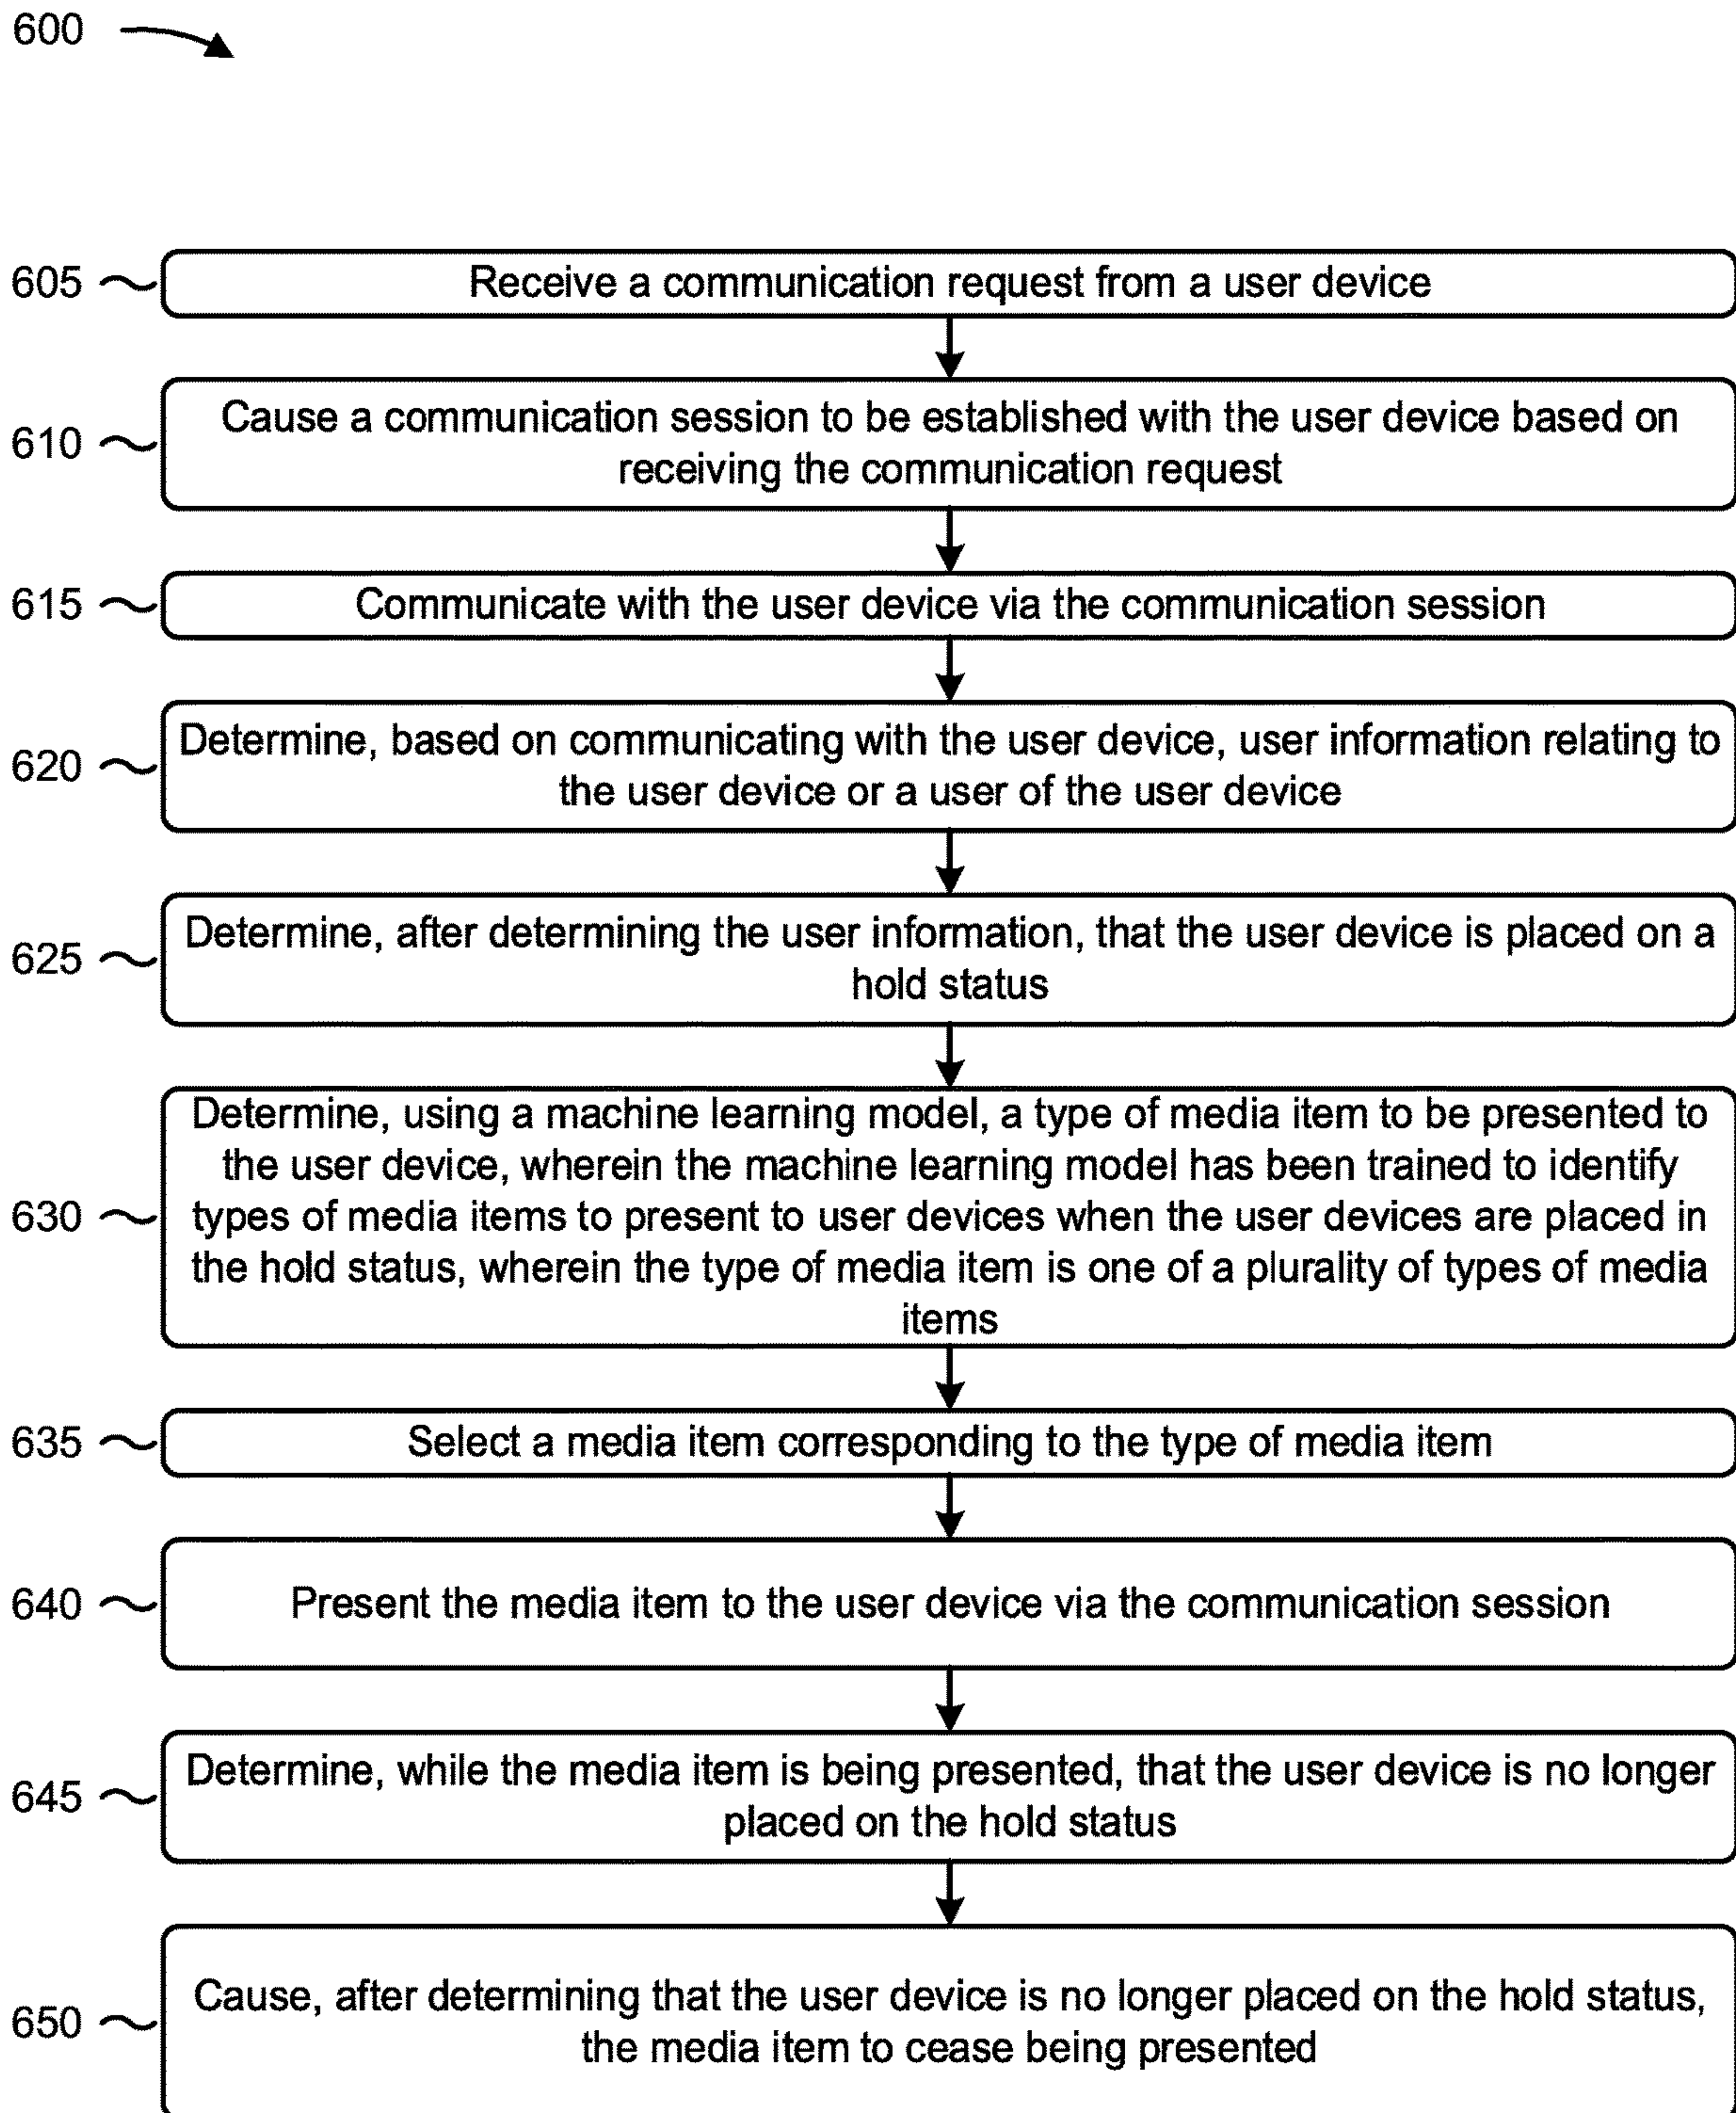 600
605
Receive a communication request from a user device
610
Cause a communication session to be established with the user device based on
receiving the communication request
615
Communicate with the user device via the communication session
620
Determine, based on communicating with the user device, user information relating to
the user device or a user of the user device
625
Determine, after determining the user information, that the user device is placed on a
hold status
630
Determine, using a machine learning model, a type of media item to be presented to
the user device, wherein the machine learning model has been trained to identify
types of media items to present to user devices when the user devices are placed in
the hold status, wherein the type of media item is one of a plurality of types of media
items
635
Select a media item corresponding to the type of media item
640
Present the media item to the user device via the communication session
645
Determine, while the media item is being presented, that the user device is no longer
placed on the hold status
650
Cause, after determining that the user device is no longer placed on the hold status,
the media item to cease being presented